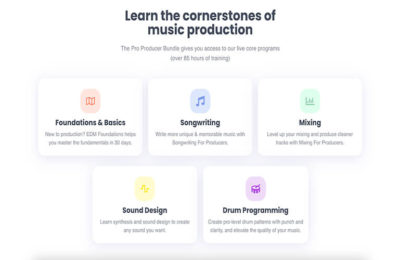 Learn the cornerstones of
music production
The Pro Producer Bundle gives you access to our live core programs
(over 85 hours of training)
Foundations & Basics
New to production? EDM Foundations helps
you master the fundamentals in 30 days.
Songwriting
Write more unique & memorable music with
Songwriting For Producers.
Mixing
Level up your mixing and produce cleaner
tracks with Mixing For Producers.
Sound Design
Learn synthesis and sound design to create
any sound you want.
Drum Programming
Create pro-level drum patterns with punch and
clarity, and elevate the quality of your music.